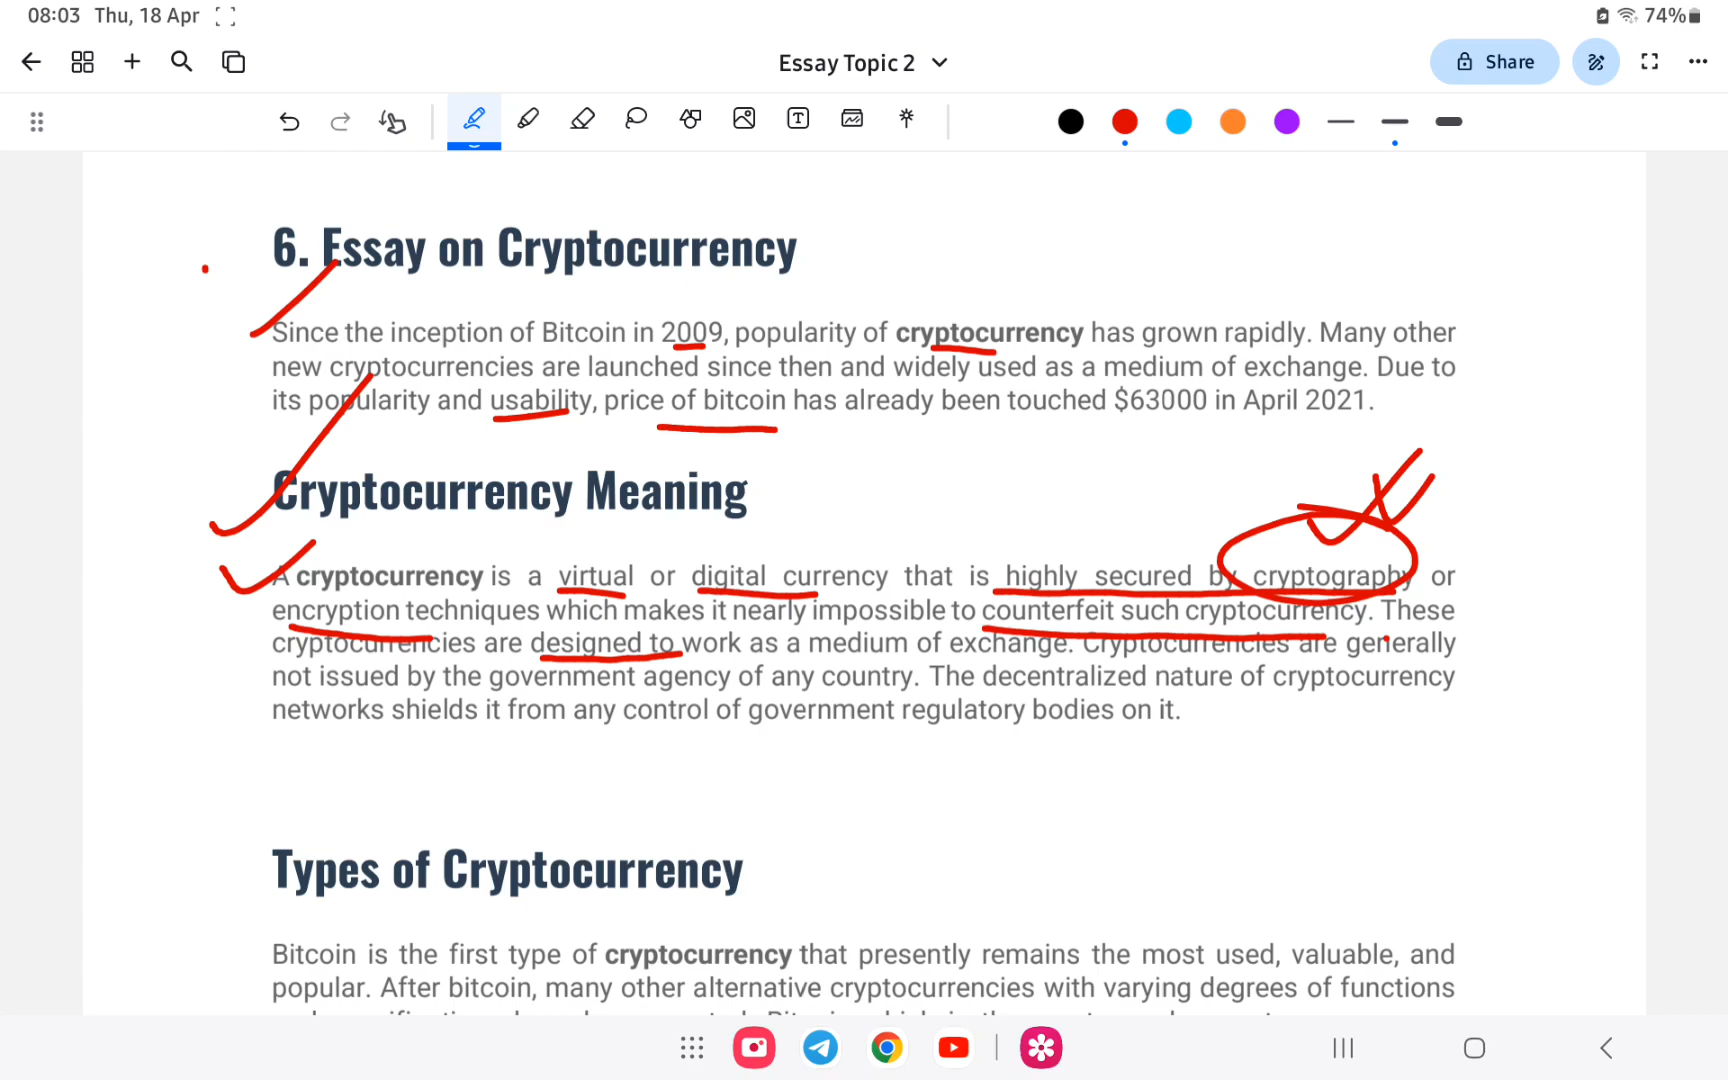 08:03 Thu, 18 Apr
74%
Essay Topic 2
Share
6. Essay on Cryptocurrency
Since the inception of Bitcoin in 2009, popularity of cryptocurrency has grown rapidly. Many other
new cryptocurrencies are launched since then and widely used as a medium of exchange. Due to
its popularity and usability, price of bitcoin has already been touched $63000 in April 2021.
Cryptocurrency Meaning
A cryptocurrency is a virtual or digital currency that is highly secured by cryptography or
encryption techniques which makes it nearly impossible to counterfeit such cryptocurrency. These
cryptocurrencies are designed to work as a medium of exchange. Cryptocurrencies are generally
not issued by the government agency of any country. The decentralized nature of cryptocurrency
networks shields it from any control of government regulatory bodies on it.
Types of Cryptocurrency
Bitcoin is the first type of cryptocurrency that presently remains the most used, valuable, and
popular. After bitcoin, many other alternative cryptocurrencies with varying degrees of functions